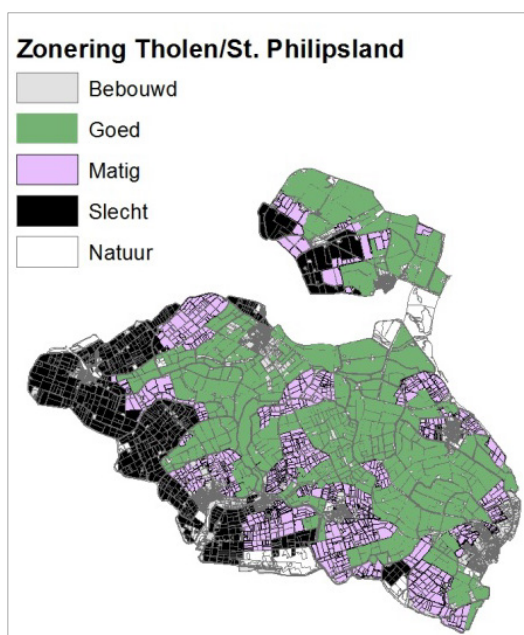 Zonering Tholen/St. Philipsland
Bebouwd
Goed
Matig
Slecht
Natuur